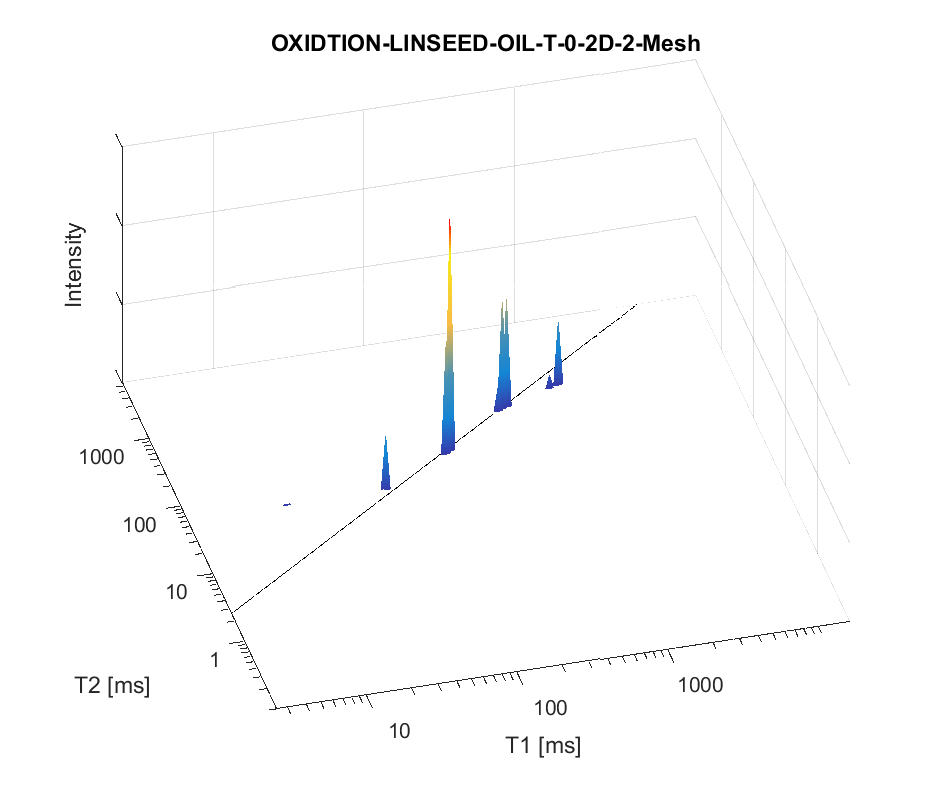 OXIDTION-LINSEED-OIL-T-0-2D-2-Mesh
Intensity
1000
100
10
1
T2 [ms]
10
100
1000
T1 [ms]